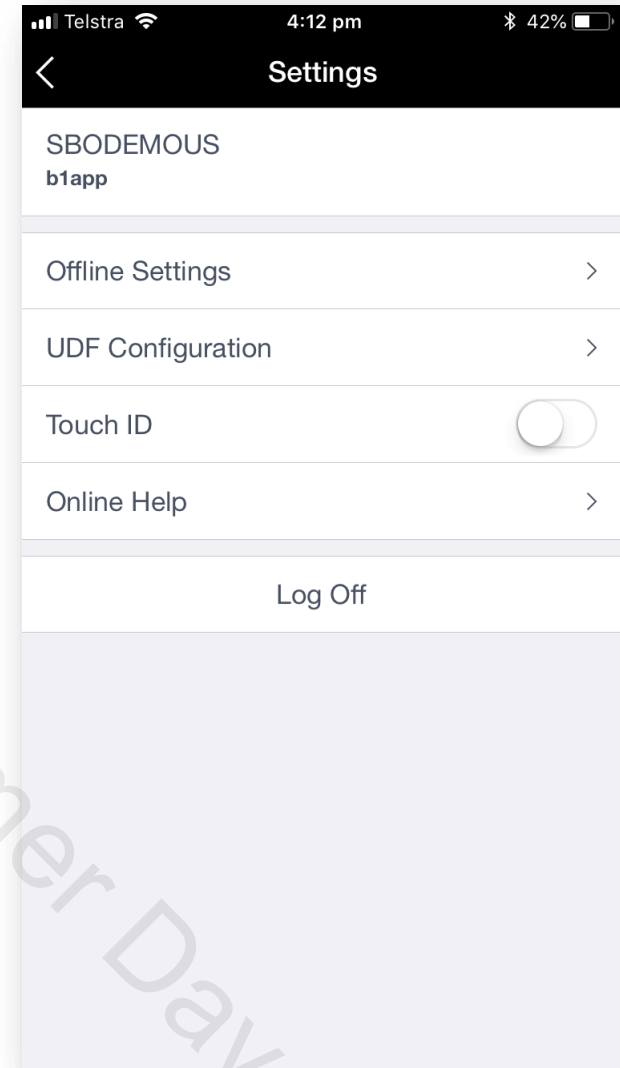 Telstra 4:12 pm 42%
Settings
SBODEMOUS
b1app
Offline Settings
UDF Configuration
Touch ID
Online Help
Log Off